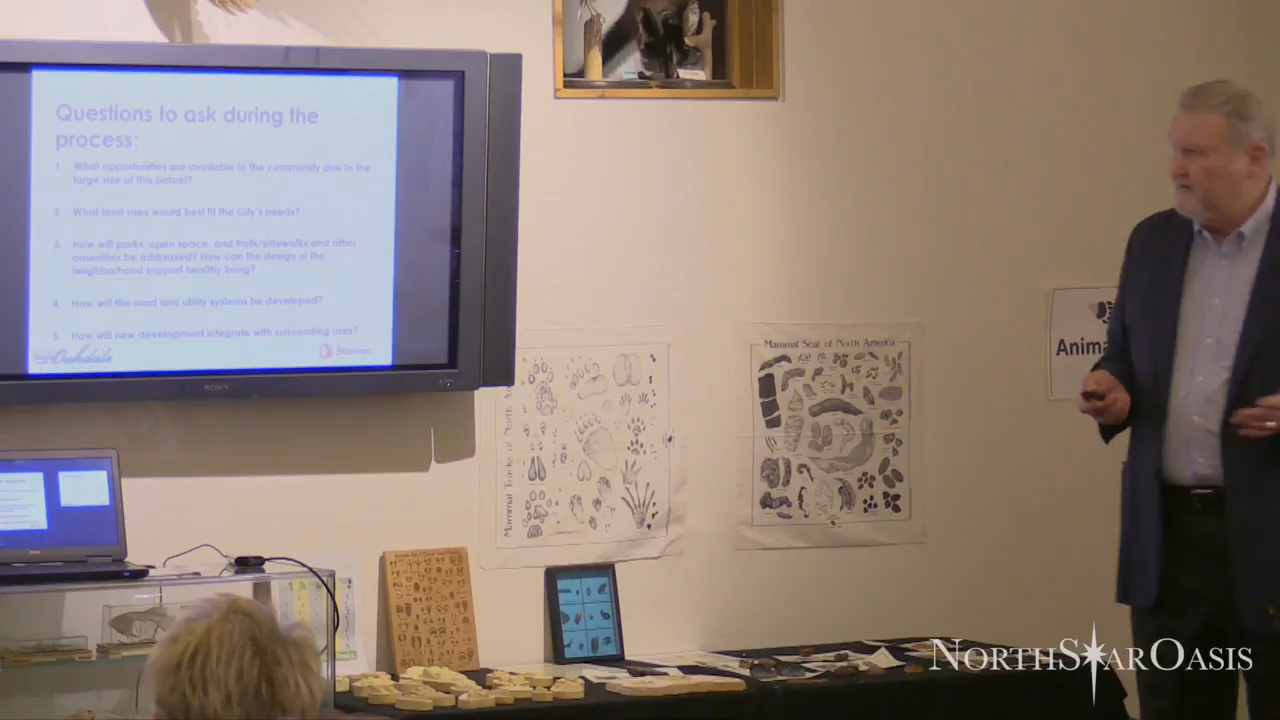 Questions to ask during the
process:
1. What opportunities are available to the community due to the
large size of this parcel?
2. What land uses would best fit the City's needs?
3. How will parks, open space, and trails/sidewalks and other
amenities be addressed? How can the design of the
neighborhood support healthy living?
4. How will the road and utility systems be developed?
5. How will new development integrate with surrounding uses?
Oakdale
Stantec
SONY
Mammal Tracks of North
Mammal Scat of North America
Anima
NORTHSTAROASIS